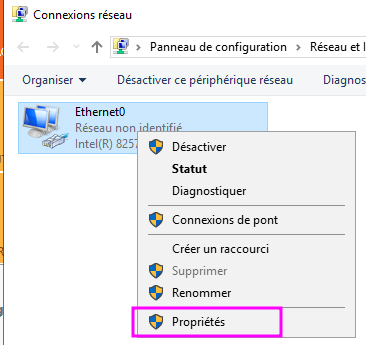 Connexions réseau
Panneau de configuration > Réseau et I
Organiser Désactiver ce périphérique réseau Diagnos
Ethernet0
Réseau non identifié
Intel(R) 8257
Désactiver
Statut
Diagnostiquer
Connexions de pont
Créer un raccourci
Supprimer
Renommer
Propriétés